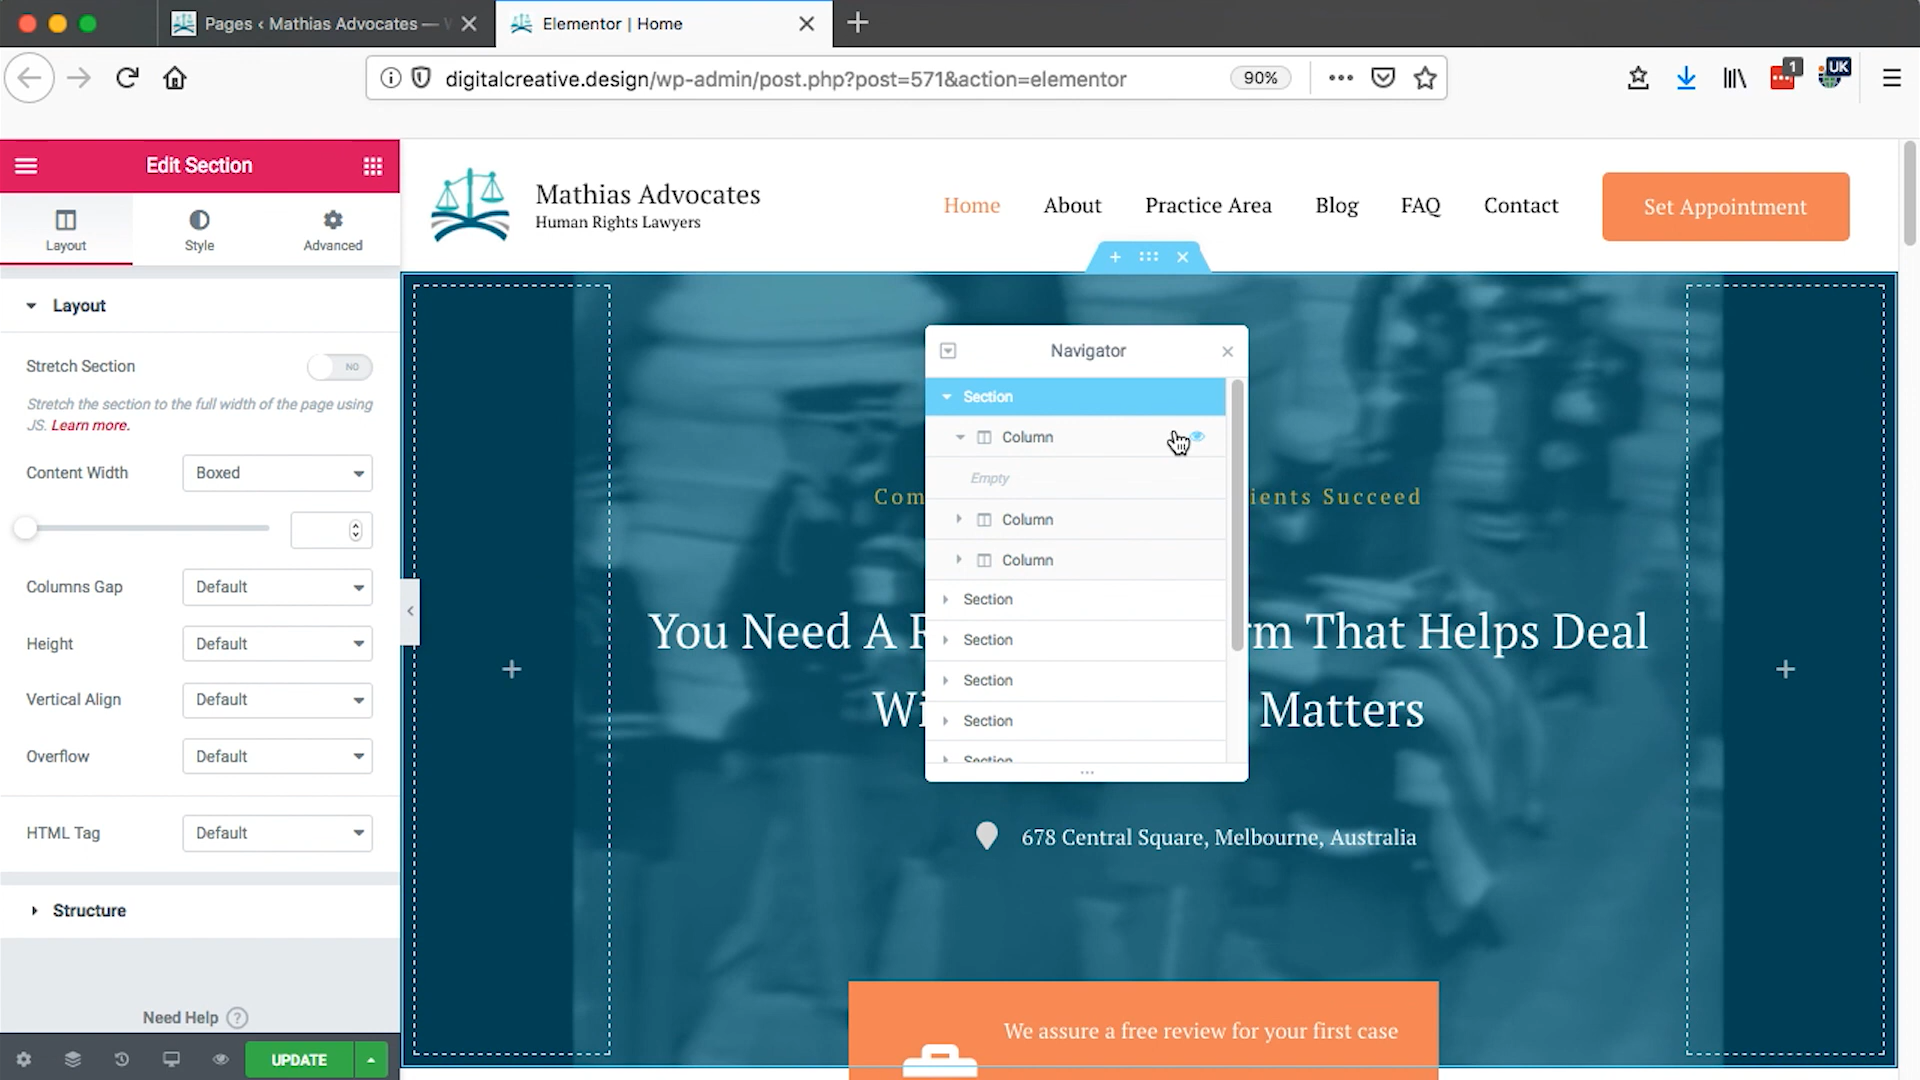 Pages ‹ Mathias Advocates —
Elementor | Home
digitalcreative.design/wp-admin/post.php?post=571&action=elementor
90%
1
UK
Edit Section
Layout
Style
Advanced
Layout
Stretch Section
NO
Stretch the section to the full width of the page using
JS. Learn more.
Content Width
Boxed
Columns Gap
Default
Height
Default
Vertical Align
Default
Overflow
Default
HTML Tag
Default
Structure
Need Help
UPDATE
Mathias Advocates
Human Rights Lawyers
Home
About
Practice Area
Blog
FAQ
Contact
Set Appointment
Navigator
Section
Column
Empty
Column
Column
Section
Section
Section
Section
Section
Succeed
You Need A
That Helps Deal
Matters
678 Central Square, Melbourne, Australia
We assure a free review for your first case